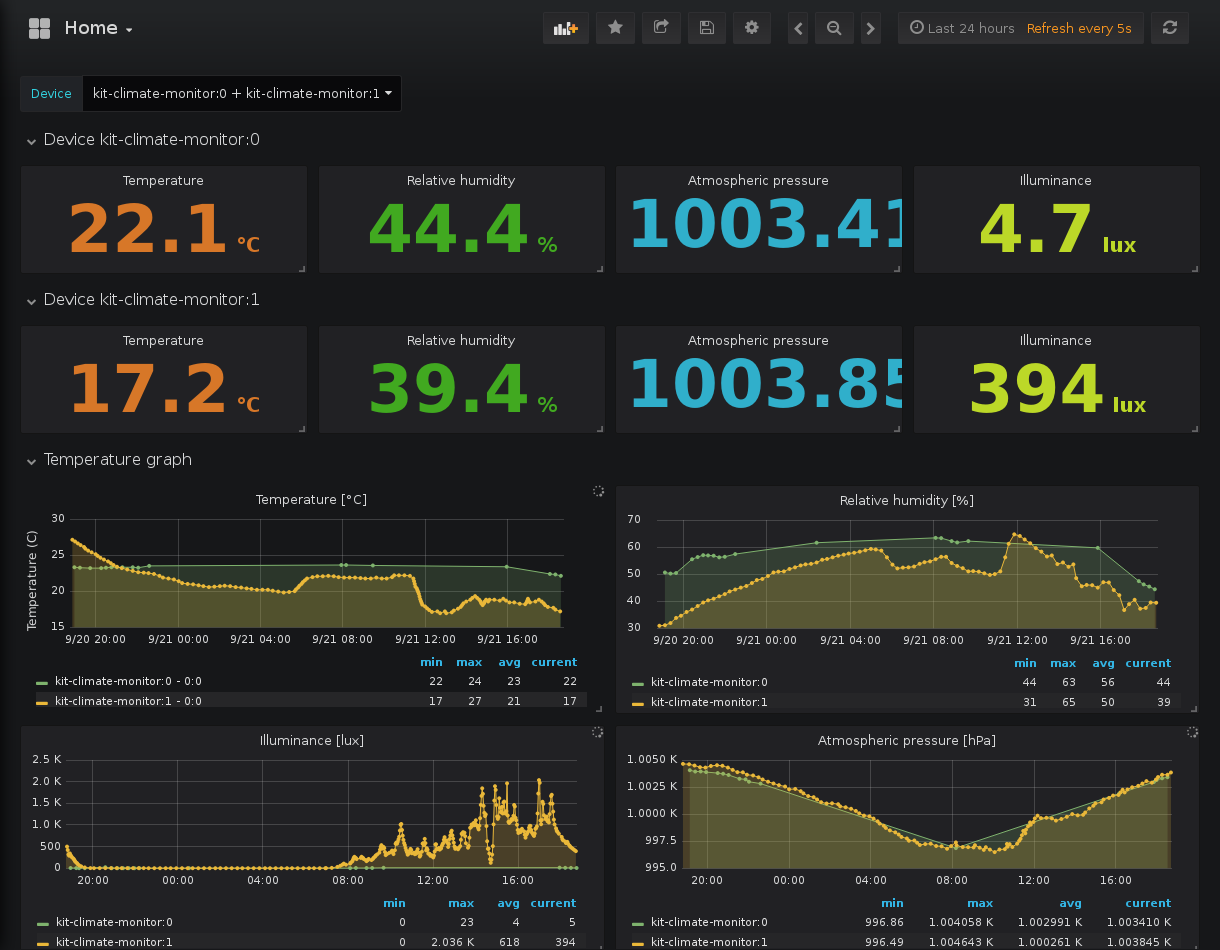 Home
Last 24 hours Refresh every 5s
Device kit-climate-monitor:0 + kit-climate-monitor:1
Device kit-climate-monitor:0
Temperature Relative humidity Atmospheric pressure Illuminance
22.1 °C 44.4 % 1003.41 4.7 lux
Device kit-climate-monitor:1
Temperature Relative humidity Atmospheric pressure Illuminance
17.2 °C 39.4 % 1003.85 394 lux
Temperature graph
Temperature [°C]
Temperature (C)
30
25
20
15
9/20 20:00 9/21 00:00 9/21 04:00 9/21 08:00 9/21 12:00 9/21 16:00
min max avg current
kit-climate-monitor:0 - 0:0 22 24 23 22
kit-climate-monitor:1 - 0:0 17 27 21 17
Relative humidity [%]
70
60
50
40
30
9/20 20:00 9/21 00:00 9/21 04:00 9/21 08:00 9/21 12:00 9/21 16:00
min max avg current
kit-climate-monitor:0 44 63 56 44
kit-climate-monitor:1 31 65 50 39
Illuminance [lux]
2.5 K
2.0 K
1.5 K
1.0 K
500
0
20:00 00:00 04:00 08:00 12:00 16:00
min max avg current
kit-climate-monitor:0 0 23 4 5
kit-climate-monitor:1 0 2.036 K 618 394
Atmospheric pressure [hPa]
1.0050 K
1.0025 K
1.0000 K
997.5
995.0
20:00 00:00 04:00 08:00 12:00 16:00
min max avg current
kit-climate-monitor:0 996.86 1.004058 K 1.002991 K 1.003410 K
kit-climate-monitor:1 996.49 1.004643 K 1.000261 K 1.003845 K